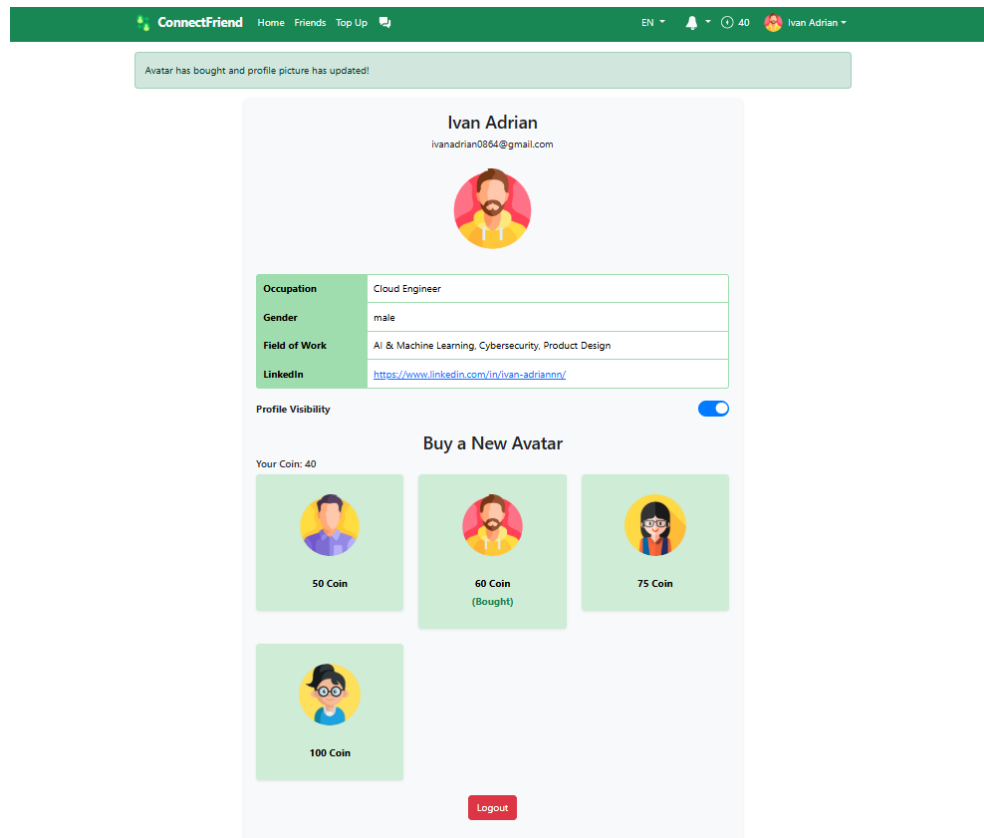 ConnectFriend Home Friends Top Up EN 40 Ivan Adrian
Avatar has bought and profile picture has updated!
Ivan Adrian
ivanadrian0864@gmail.com
Occupation Cloud Engineer
Gender male
Field of Work AI & Machine Learning, Cybersecurity, Product Design
LinkedIn https://www.linkedin.com/in/ivan-adriannn/
Profile Visibility
Buy a New Avatar
Your Coin: 40
50 Coin 60 Coin 75 Coin
(Bought)
100 Coin
Logout